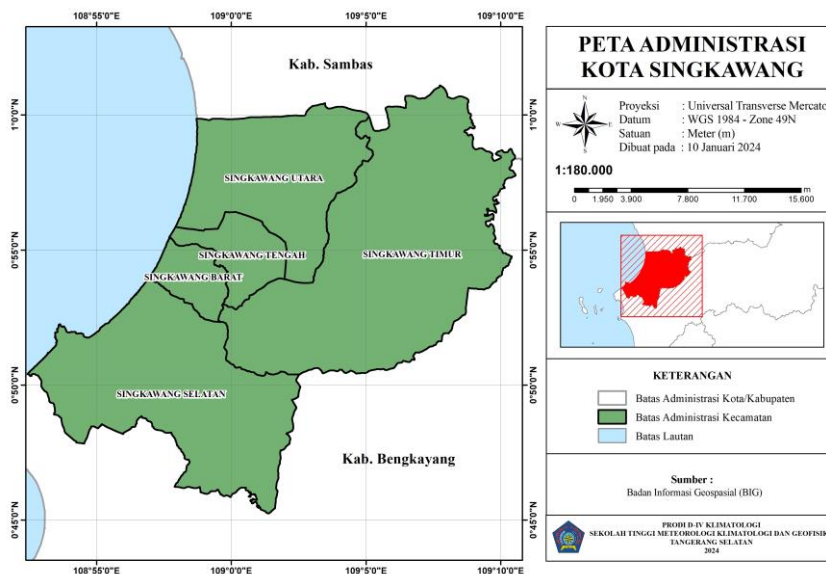 108°55'0"E
109°0'0"E
109°5'0"E
109°10'0"E
1°0'0"N
0°55'0"N
0°50'0"N
0°45'0"N
Kab. Sambas
SINGKAWANG UTARA
SINGKAWANG TENGAH
SINGKAWANG TIMUR
SINGKAWANG BARAT
SINGKAWANG SELATAN
Kab. Bengkayang
1°0'0"N
0°55'0"N
0°50'0"N
0°45'0"N
108°55'0"E
109°0'0"E
109°5'0"E
109°10'0"E
PETA ADMINISTRASI
KOTA SINGKAWANG
N
W E
S
Proyeksi : Universal Transverse Mercato
Datum : WGS 1984 - Zone 49N
Satuan : Meter (m)
Dibuat pada : 10 Januari 2024
1:180.000
m
0 1.950 3.900 7.800 11.700 15.600
KETERANGAN
Batas Administrasi Kota/Kabupaten
Batas Administrasi Kecamatan
Batas Lautan
Sumber :
Badan Informasi Geospasial (BIG)
PRODI D-IV KLIMATOLOGI
SEKOLAH TINGGI METEOROLOGI KLIMATOLOGI DAN GEOFISIK
TANGERANG SELATAN
2024